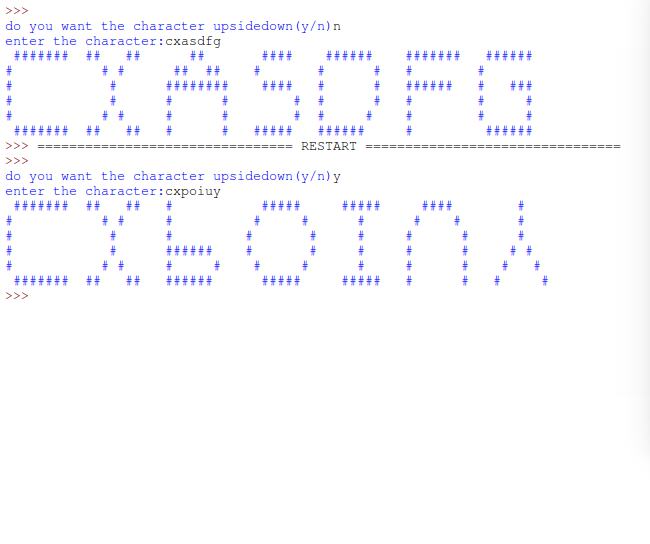 >>>
do you want the character upsidedown(y/n)n
enter the character:cxasdfg
 #######  ##   ##      ##       ####    ######    #######   ######
#          # #      ##  ##    #       #      #   #        #
#           #      ########    ####   #      #   ######   #   ###
#           #      #      #        #  #      #   #        #     #
#          # #     #      #        #  #     #    #        #     #
 #######  ##   ##   #      #   #####   ######     #         ######
>>> ================================ RESTART ================================
>>>
do you want the character upsidedown(y/n)y
enter the character:cxpoiuy
 #######  ##   ##   #          #####     #####     ####        #
#          # #     #          #     #      #      #    #       #
#           #      #         #       #     #     #      #      #
#           #      ######    #       #     #     #      #     # #
#          # #     #     #    #     #      #     #      #    #   #
 #######  ##   ##   ######     #####     #####   #      #   #     #
>>>